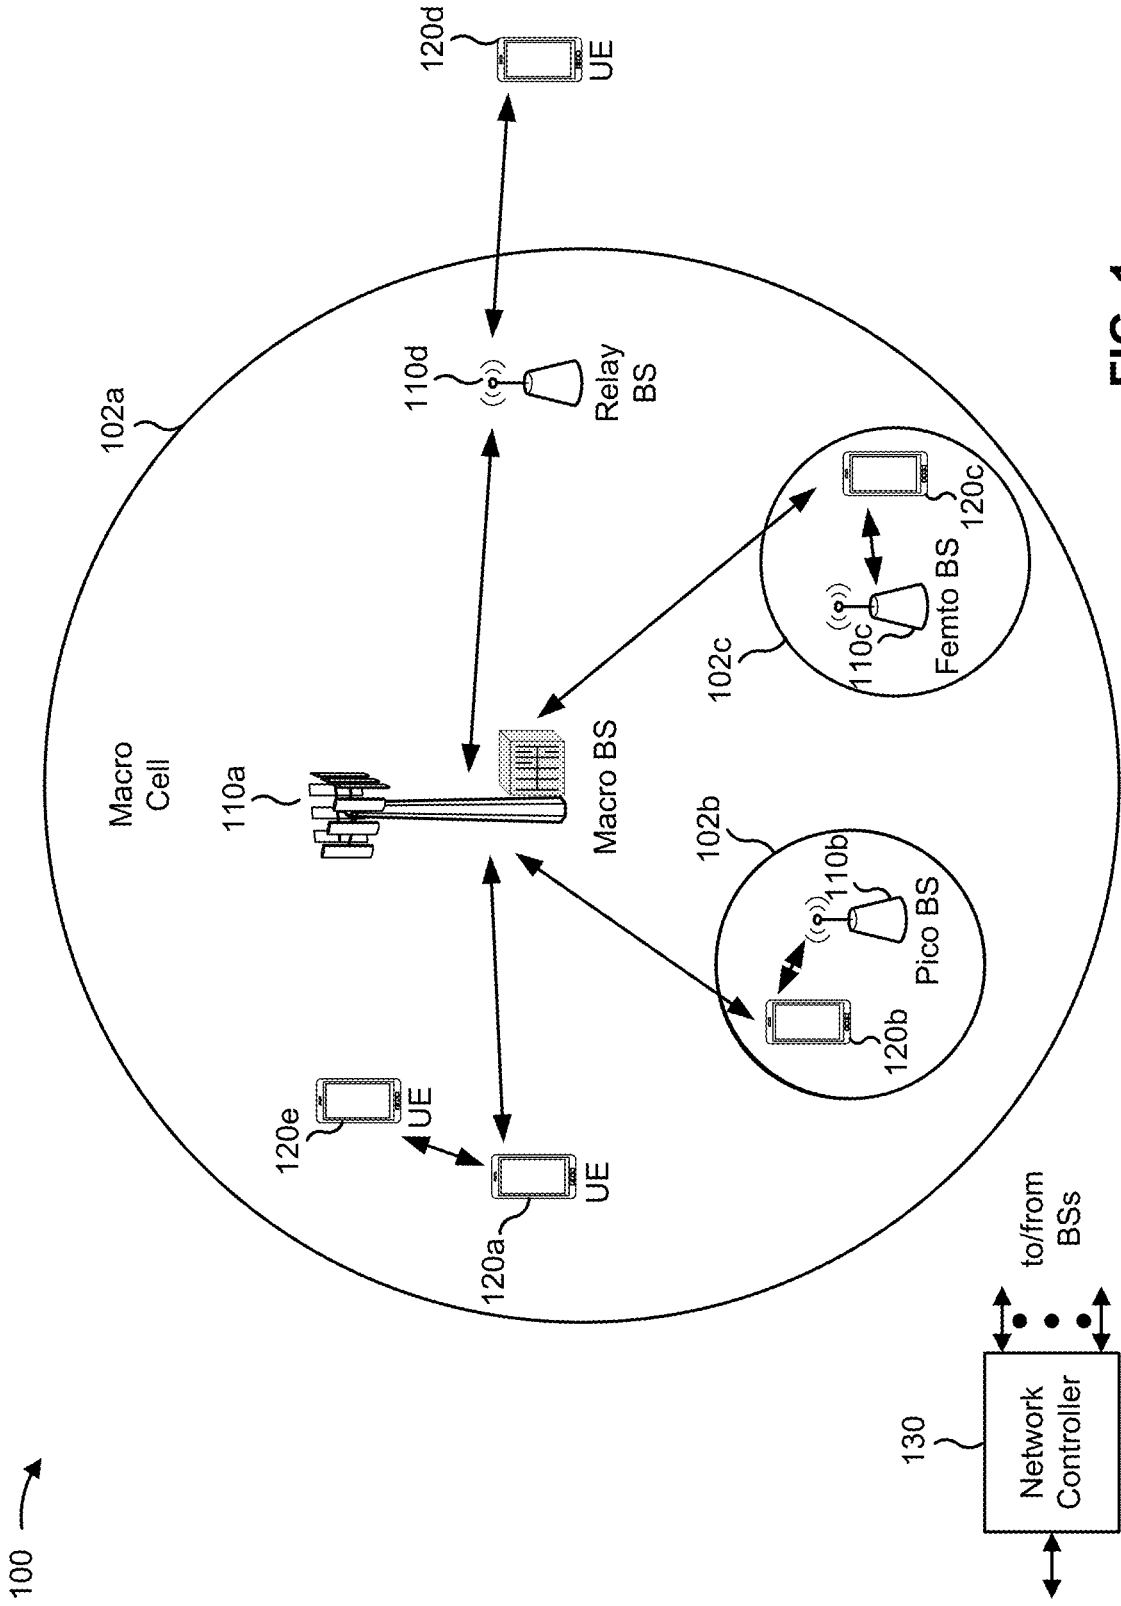 100
102a
Macro
Cell
110a
120d
UE
110d
Relay
BS
120e
UE
120a
UE
Macro BS
102b
110b
Pico BS
120b
102c
110c
Femto BS
120c
130
Network
Controller
to/from
BSs